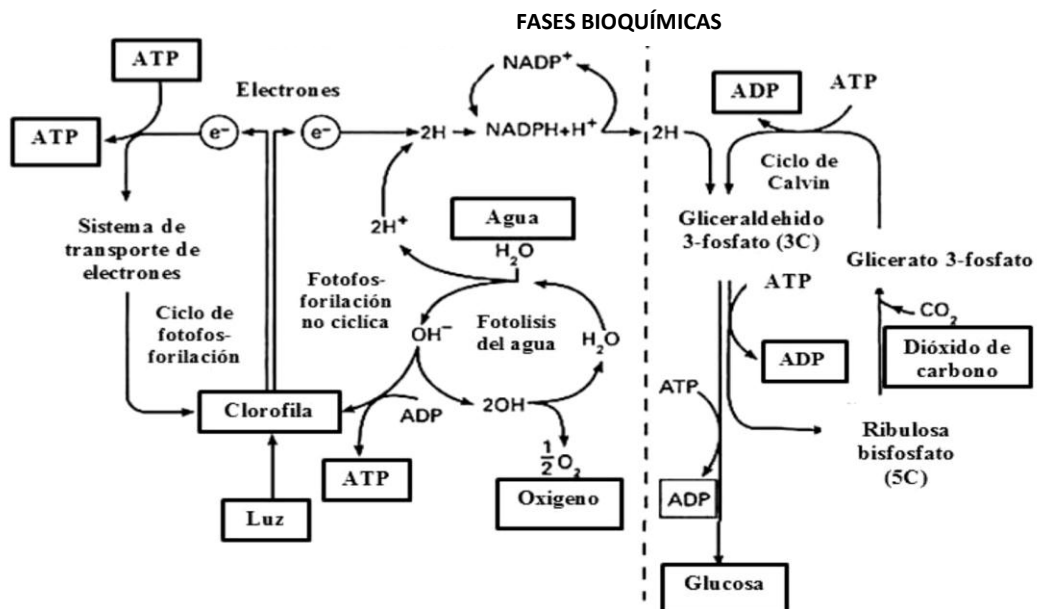 FASES BIOQUÍMICAS
ATP
ATP
Electrones
e⁻
e⁻
2H
NADP⁺
NADPH+H⁺
2H
ADP
ATP
Ciclo de
Calvin
Sistema de
transporte de
electrones
2H⁺
Agua
H₂O
Gliceraldehido
3-fosfato (3C)
Glicerato 3-fosfato
Ciclo de
fotofos-
forilación
Fotofos-
forilación
no ciclíca
OH⁻
Fotolisis
del agua
H₂O
ATP
ADP
CO₂
Dióxido de
carbono
Clorofila
ADP
2OH
ATP
ATP
½O₂
Oxigeno
ADP
Ribulosa
bisfosfato
(5C)
Luz
Glucosa